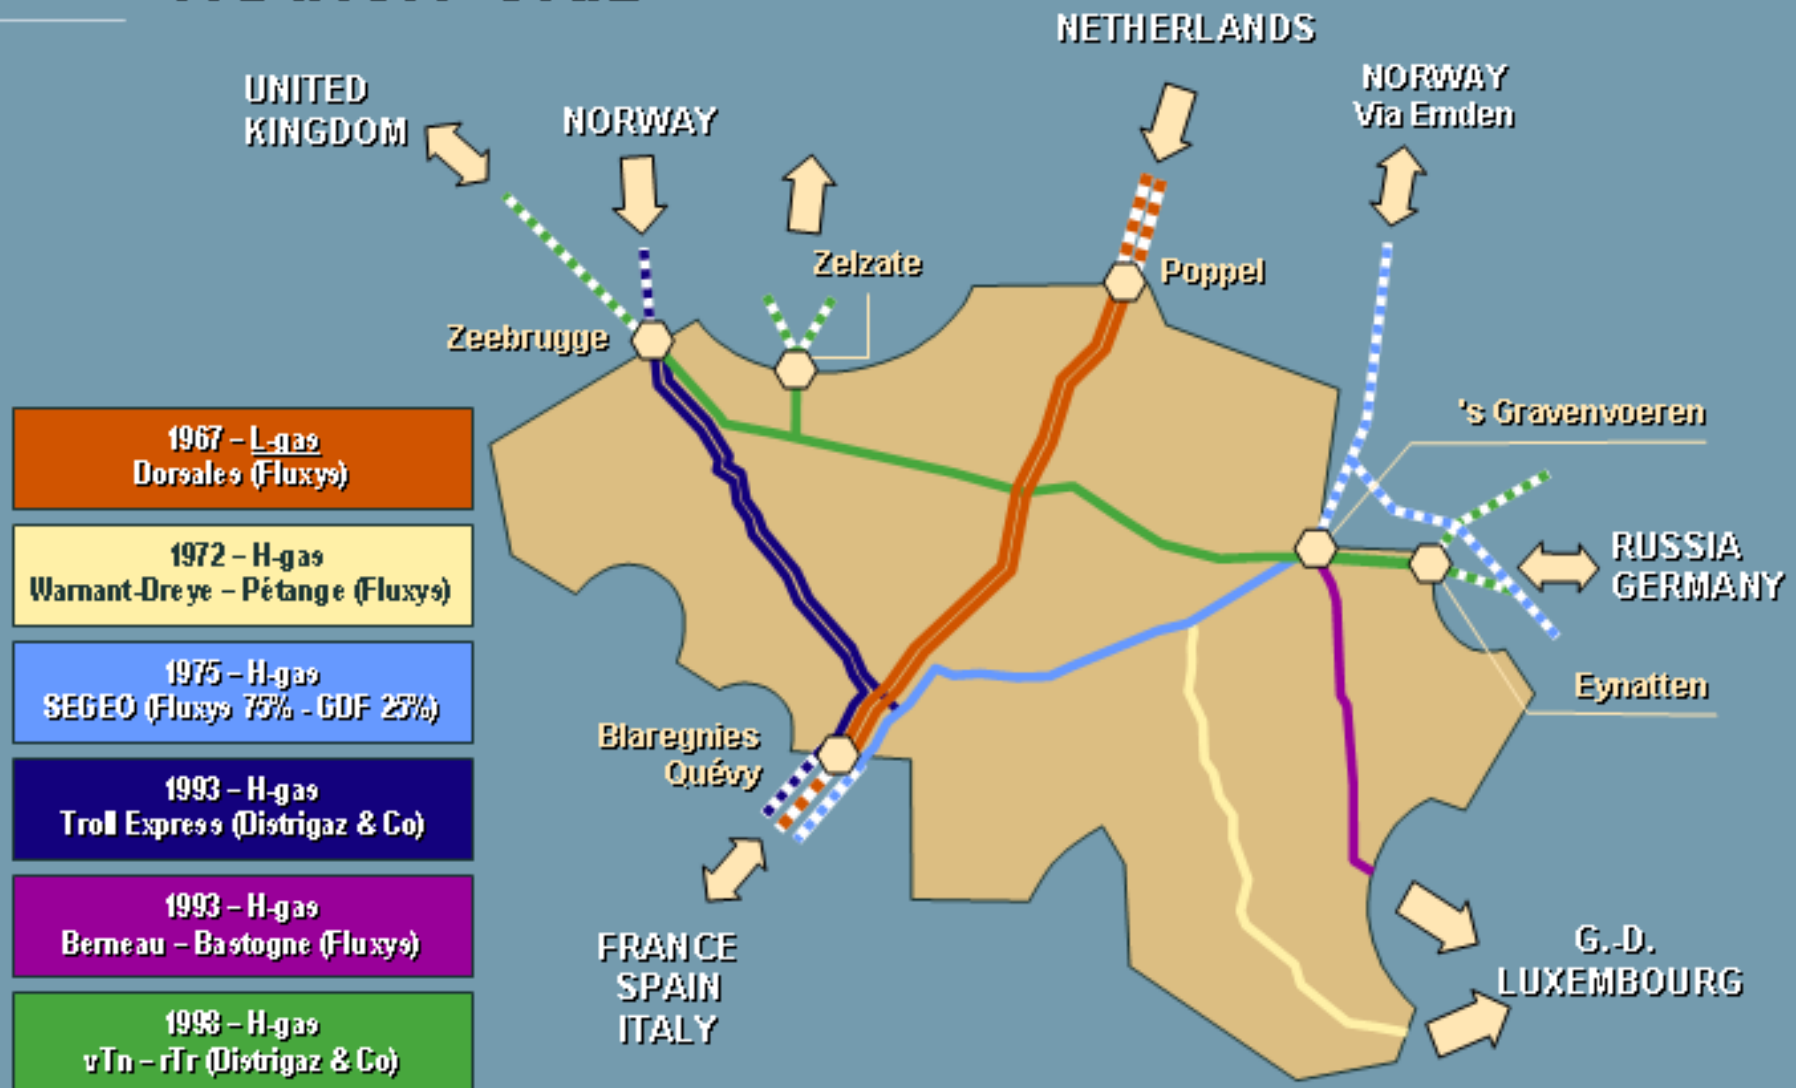 NETHERLANDS
UNITED
KINGDOM
NORWAY
NORWAY
Via Emden
Zelzate
Poppel
Zeebrugge
's Gravenvoeren
1967 – L-gas
Dorsales (Fluxys)
1972 – H-gas
Warnant-Dreye – Pétange (Fluxys)
RUSSIA
GERMANY
1975 – H-gas
SEGEO (Fluxys 75% - GDF 25%)
Eynatten
Blaregnies
Quévy
1993 – H-gas
Troll Express (Distrigaz & Co)
1993 – H-gas
Berneau – Bastogne (Fluxys)
FRANCE
SPAIN
ITALY
G.-D.
LUXEMBOURG
1998 – H-gas
vTn – rTr (Distrigaz & Co)